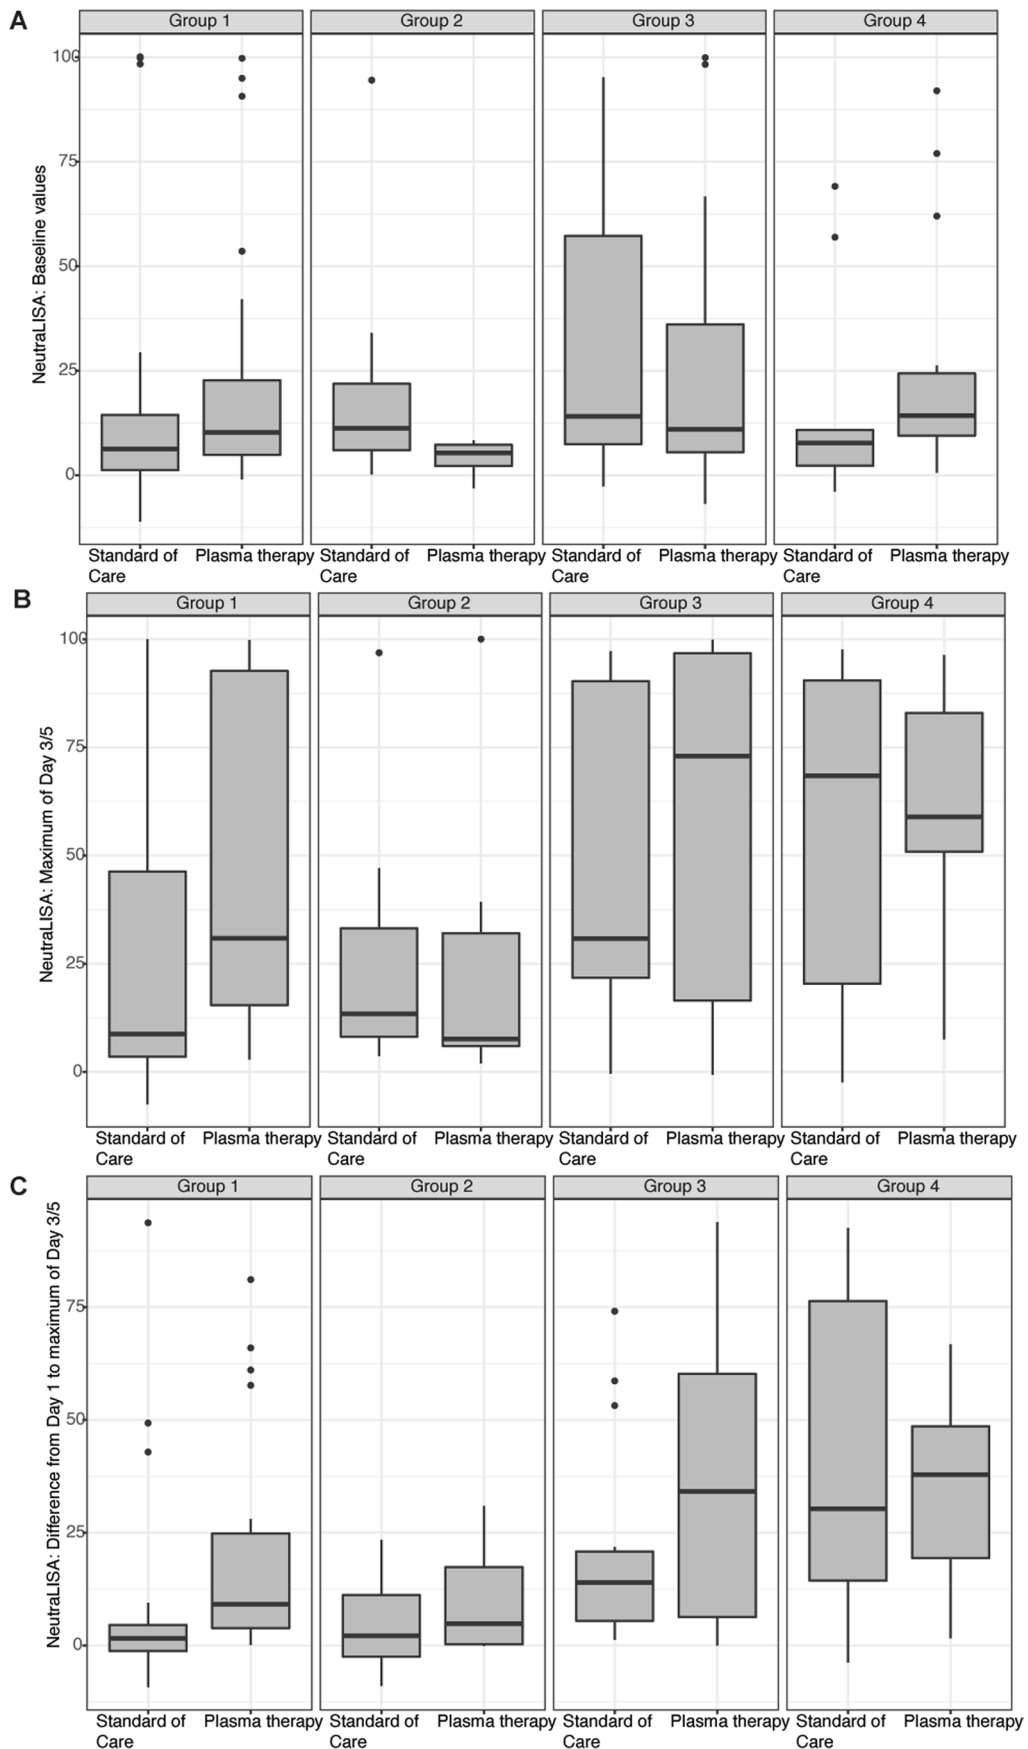 A
Group 1
Group 2
Group 3
Group 4
NeutraLISA: Baseline values
100
75
50
25
0
Standard of
Care
Plasma therapy
Standard of
Care
Plasma therapy
Standard of
Care
Plasma therapy
Standard of
Care
Plasma therapy
B
Group 1
Group 2
Group 3
Group 4
NeutraLISA: Maximum of Day 3/5
100
75
50
25
0
Standard of
Care
Plasma therapy
Standard of
Care
Plasma therapy
Standard of
Care
Plasma therapy
Standard of
Care
Plasma therapy
C
Group 1
Group 2
Group 3
Group 4
NeutraLISA: Difference from Day 1 to maximum of Day 3/5
75
50
25
0
Standard of
Care
Plasma therapy
Standard of
Care
Plasma therapy
Standard of
Care
Plasma therapy
Standard of
Care
Plasma therapy